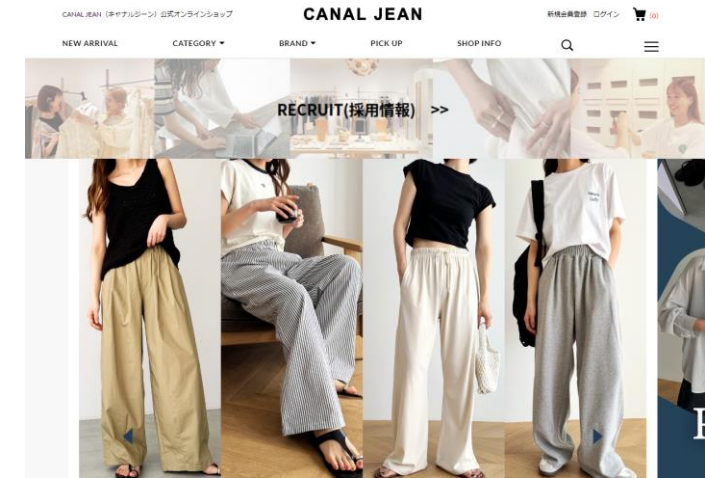 CANAL JEAN（キャナルジーン）公式オンラインショップ
CANAL JEAN
新規会員登録 ログイン (0)
NEW ARRIVAL CATEGORY BRAND PICK UP SHOP INFO
RECRUIT(採用情報) >>